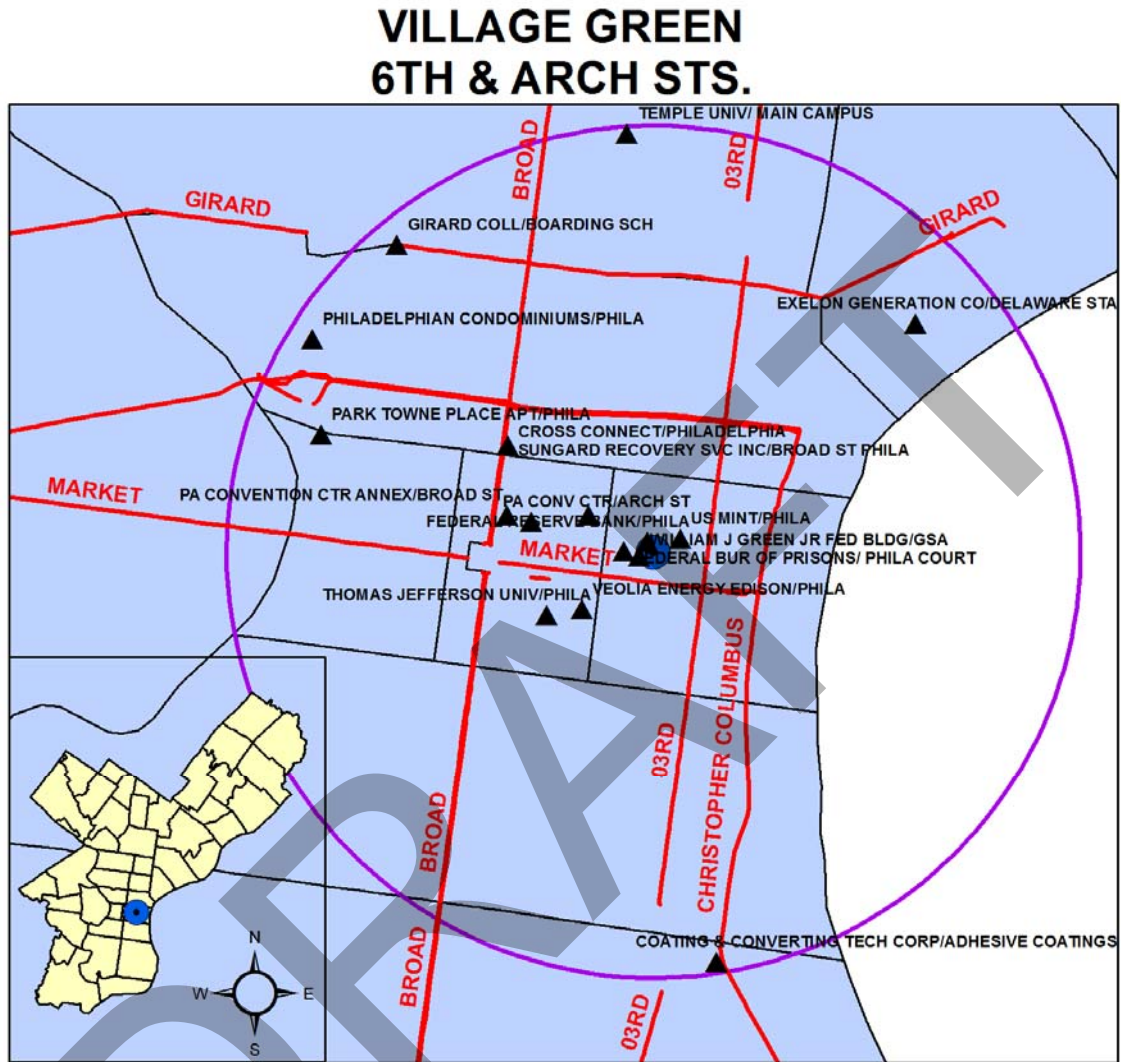 VILLAGE GREEN
6TH & ARCH STS.
TEMPLE UNIV/ MAIN CAMPUS
BROAD
03RD
GIRARD
GIRARD
GIRARD COLL/BOARDING SCH
EXELON GENERATION CO/DELAWARE STA
PHILADELPHIAN CONDOMINIUMS/PHILA
PARK TOWNE PLACE APT/PHILA
CROSS CONNECT/PHILADELPHIA
SUNGARD RECOVERY SVC INC/BROAD ST PHILA
MARKET
PA CONVENTION CTR ANNEX/BROAD ST
PA CONV CTR/ARCH ST
FEDERAL RESERVE BANK/PHILA
US MINT/PHILA
WILLIAM J GREEN JR FED BLDG/GSA
MARKET
FEDERAL BUR OF PRISONS/ PHILA COURT
THOMAS JEFFERSON UNIV/PHILA
VEOLIA ENERGY EDISON/PHILA
CHRISTOPHER COLUMBUS
03RD
BROAD
COATING & CONVERTING TECH CORP/ADHESIVE COATINGS
BROAD
03RD
N
W
E
S
DRAFT